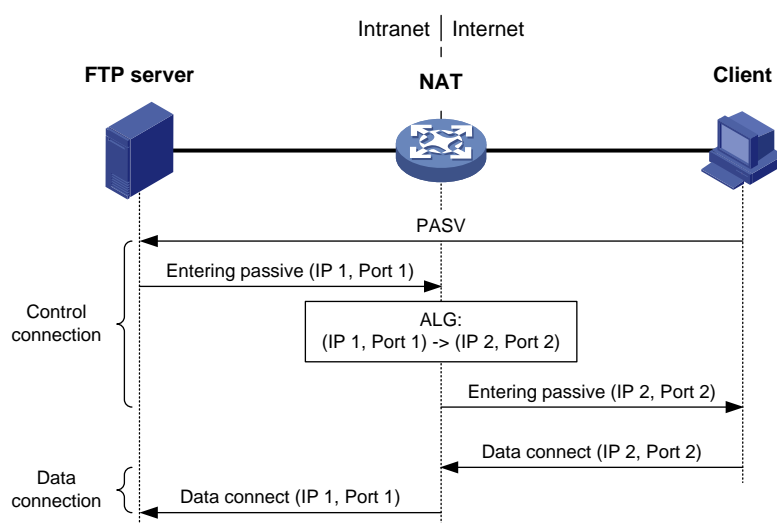 Intranet Internet
FTP server NAT Client
PASV
Entering passive (IP 1, Port 1)
Control
connection
ALG:
(IP 1, Port 1) -> (IP 2, Port 2)
Entering passive (IP 2, Port 2)
Data connect (IP 2, Port 2)
Data
connection
Data connect (IP 1, Port 1)